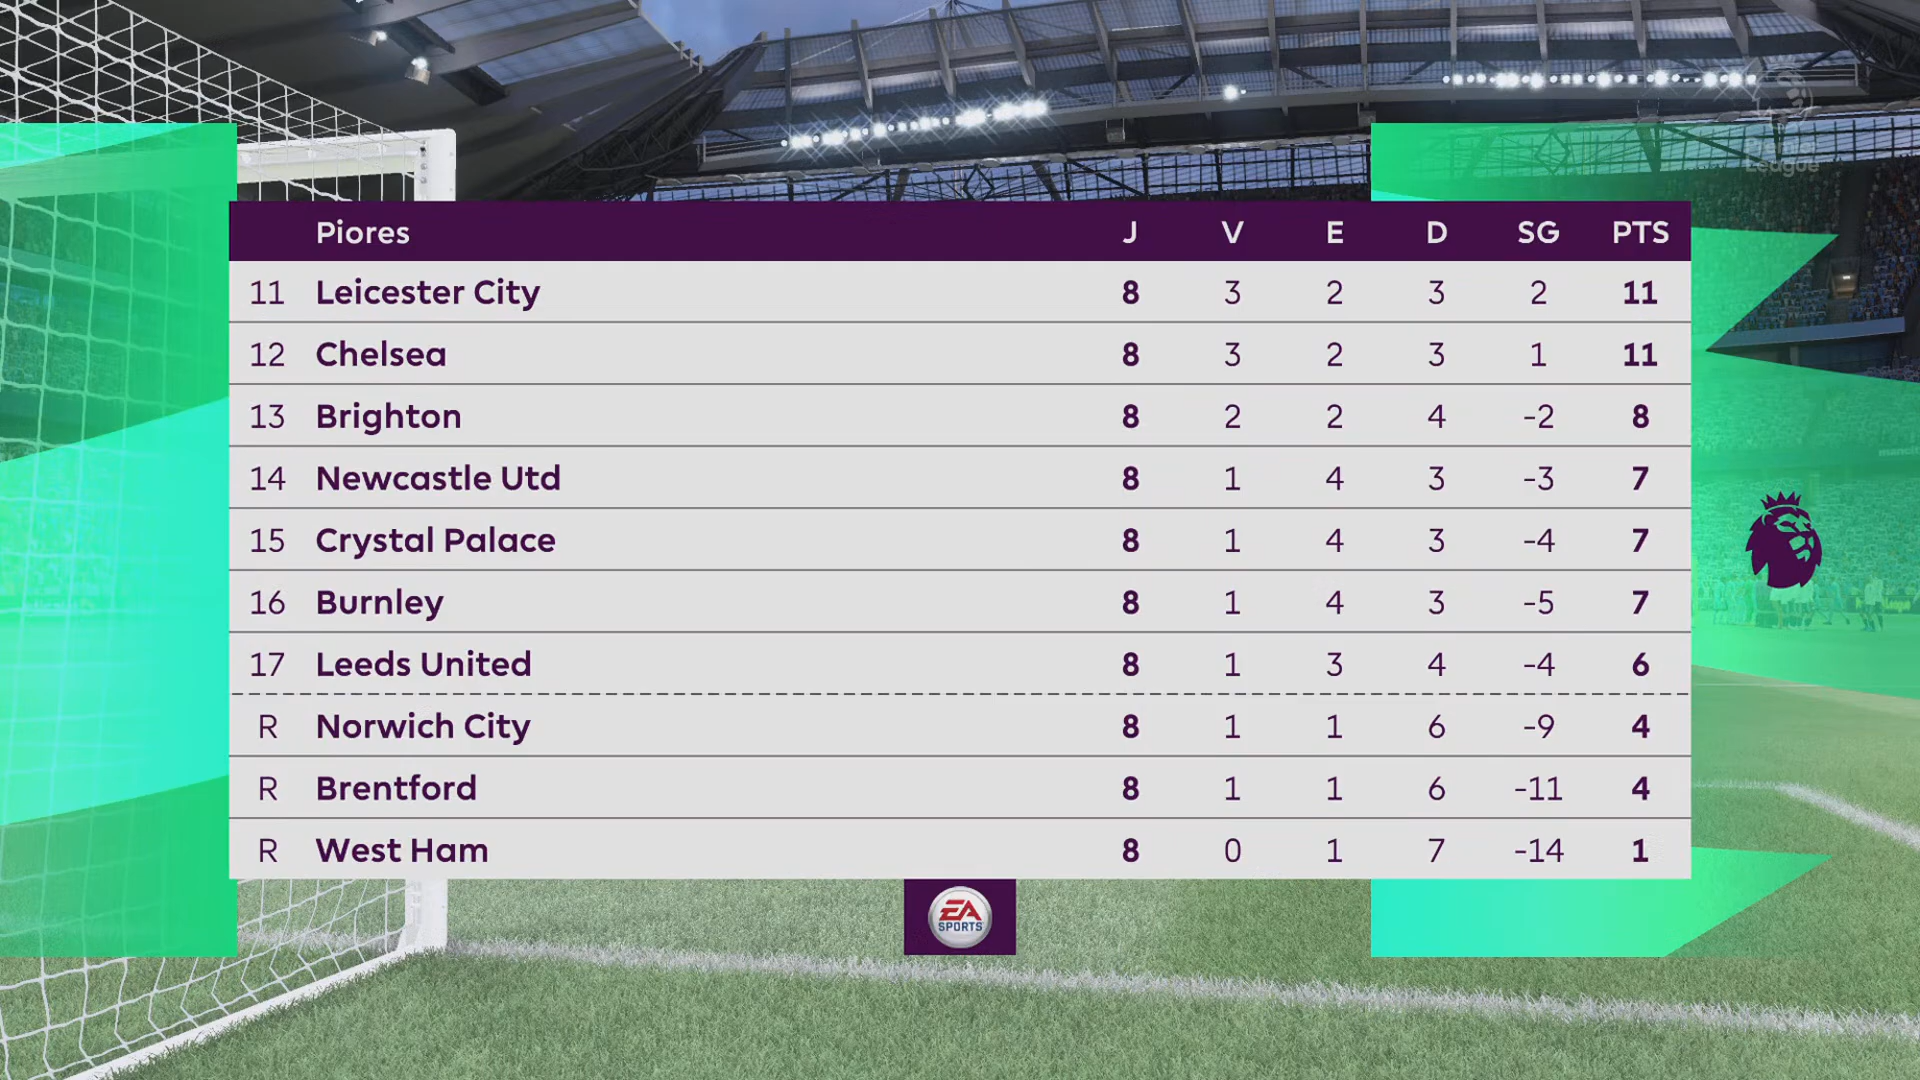 Premier
League
Piores J V E D SG PTS
11 Leicester City 8 3 2 3 2 11
12 Chelsea 8 3 2 3 1 11
13 Brighton 8 2 2 4 -2 8
14 Newcastle Utd 8 1 4 3 -3 7
15 Crystal Palace 8 1 4 3 -4 7
16 Burnley 8 1 4 3 -5 7
17 Leeds United 8 1 3 4 -4 6
R Norwich City 8 1 1 6 -9 4
R Brentford 8 1 1 6 -11 4
R West Ham 8 0 1 7 -14 1
EA
SPORTS